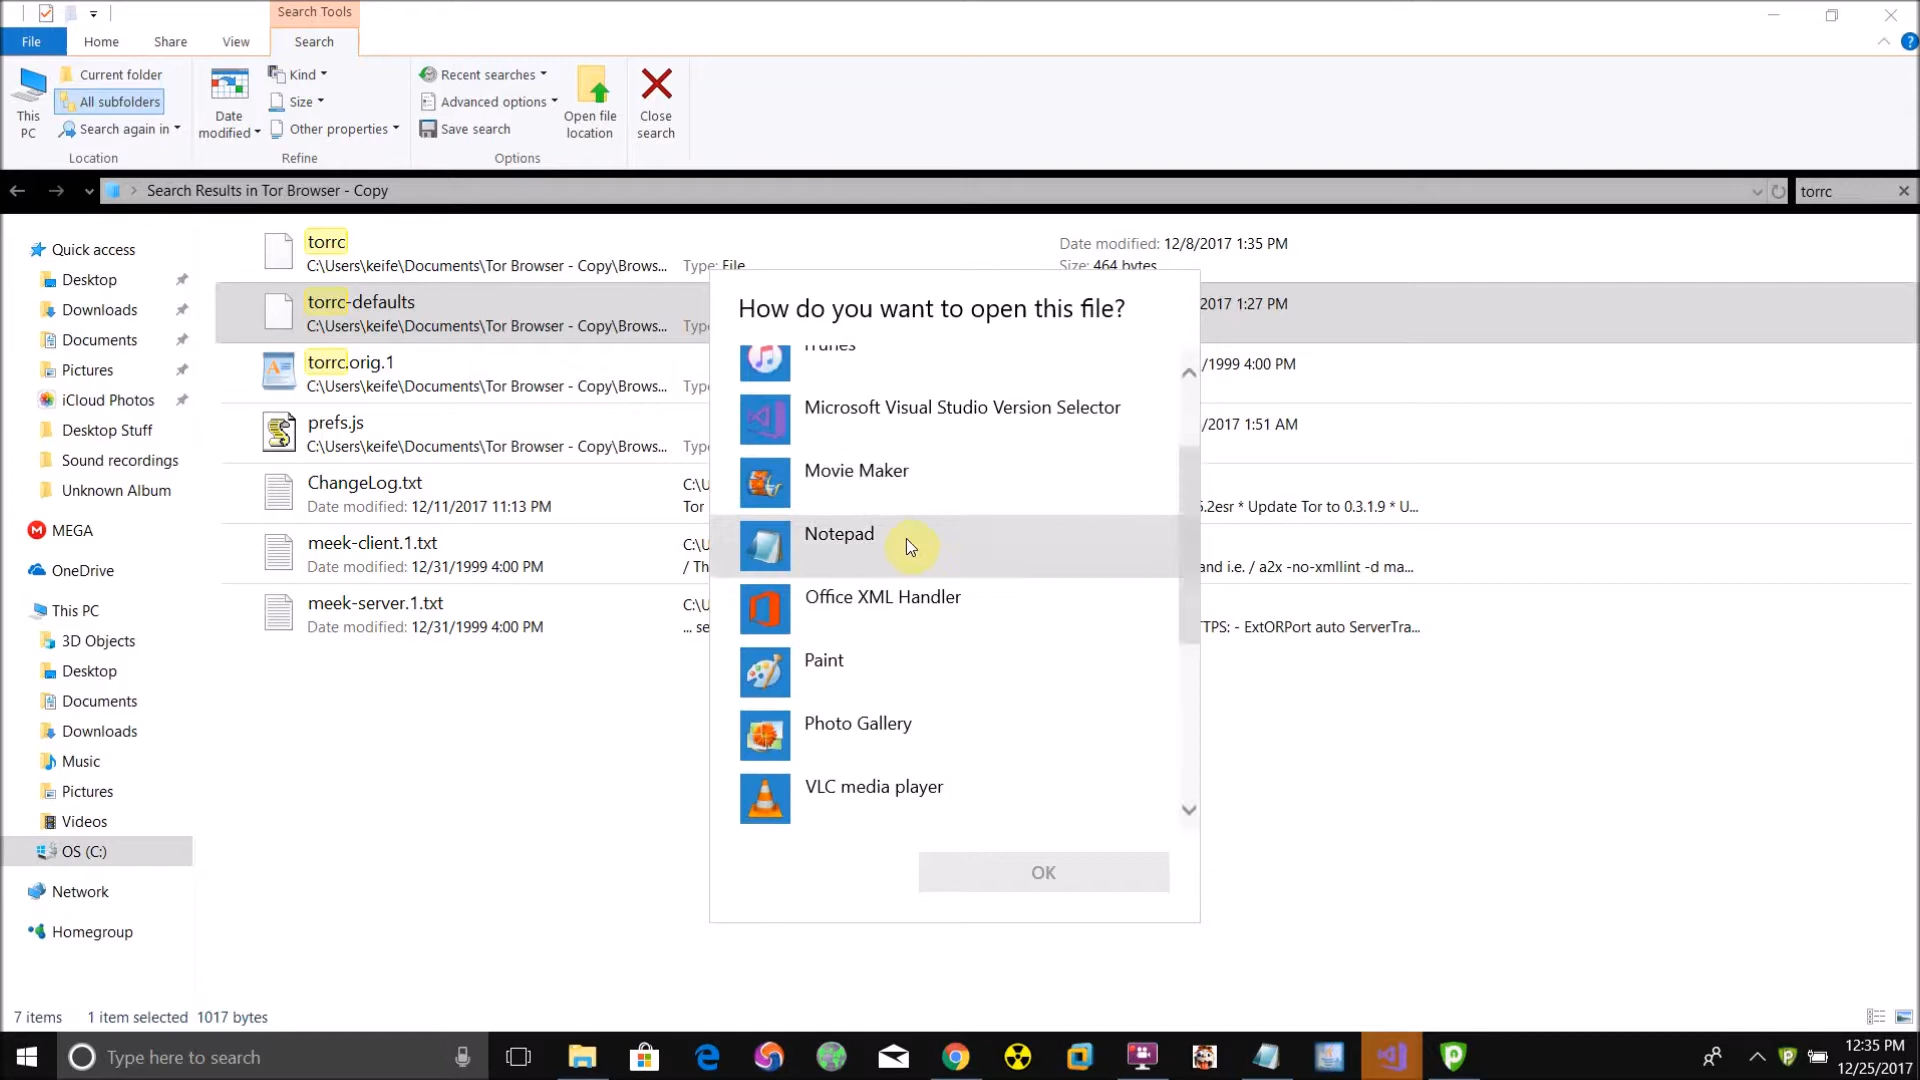 Search Tools
File
Home
Share
View
Search
This PC
Current folder
All subfolders
Search again in
Location
Date modified
Kind
Size
Other properties
Refine
Recent searches
Advanced options
Save search
Options
Open file location
Close search
Search Results in Tor Browser - Copy
torrc
Quick access
Desktop
Downloads
Documents
Pictures
iCloud Photos
Desktop Stuff
Sound recordings
Unknown Album
MEGA
OneDrive
This PC
3D Objects
Desktop
Documents
Downloads
Music
Pictures
Videos
OS (C:)
Network
Homegroup
torrc
C:\Users\keife\Documents\Tor Browser - Copy\Brows...
Type: File
Date modified: 12/8/2017 1:35 PM
Size: 464 bytes
torrc-defaults
C:\Users\keife\Documents\Tor Browser - Copy\Brows...
Type
2017 1:27 PM
torrc.orig.1
C:\Users\keife\Documents\Tor Browser - Copy\Brows...
Type
/1999 4:00 PM
prefs.js
C:\Users\keife\Documents\Tor Browser - Copy\Brows...
Type
/2017 1:51 AM
ChangeLog.txt
Date modified: 12/11/2017 11:13 PM
C:\U
Tor
5.2esr * Update Tor to 0.3.1.9 * U...
meek-client.1.txt
Date modified: 12/31/1999 4:00 PM
C:\U
/ Th
and i.e. / a2x -no-xmllint -d ma...
meek-server.1.txt
Date modified: 12/31/1999 4:00 PM
C:\U
... se
TPS: - ExtORPort auto ServerTra...
How do you want to open this file?
iTunes
Microsoft Visual Studio Version Selector
Movie Maker
Notepad
Office XML Handler
Paint
Photo Gallery
VLC media player
OK
7 items
1 item selected 1017 bytes
Type here to search
12:35 PM
12/25/2017